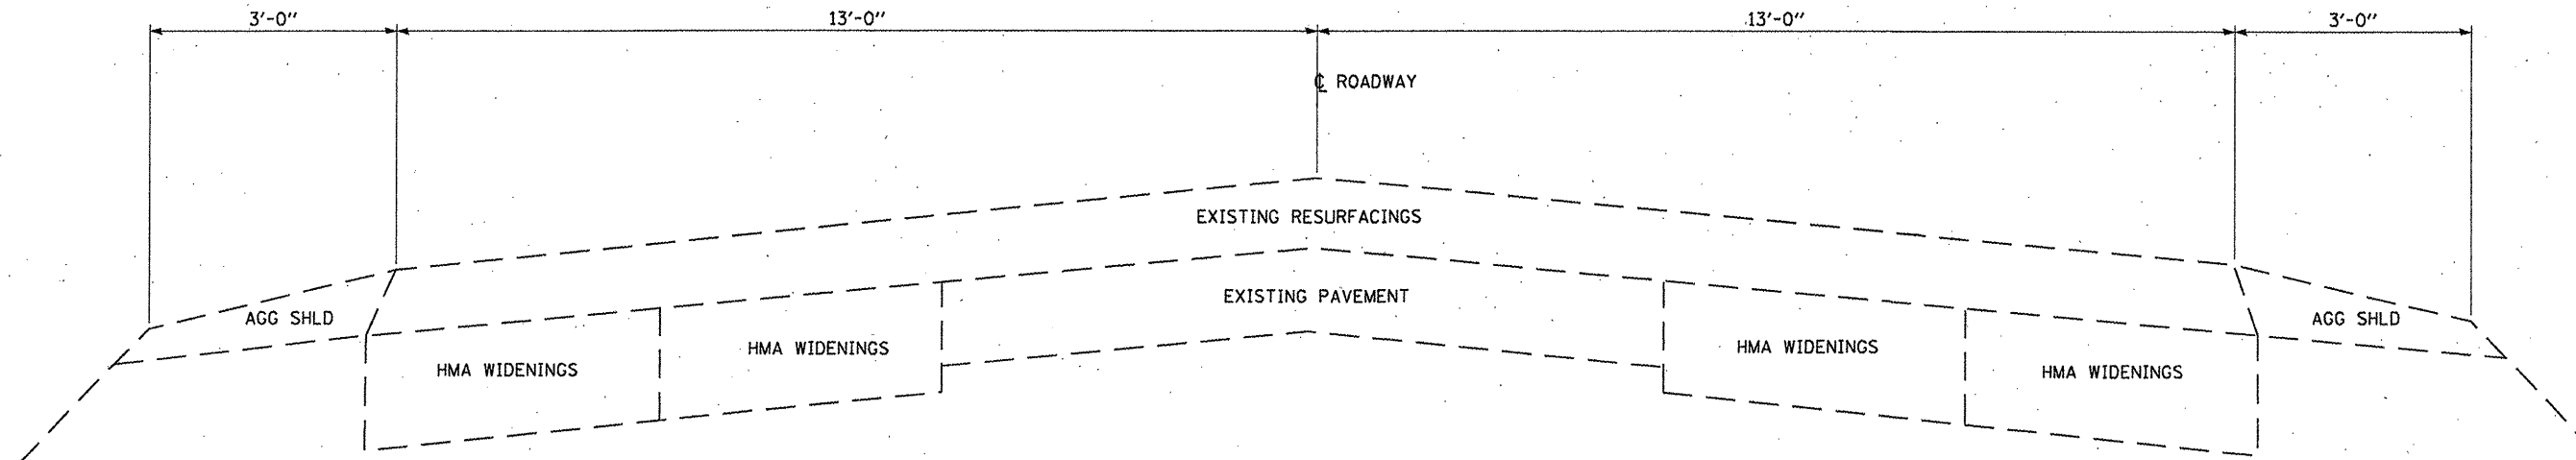 3'-0"
13'-0"
13'-0"
3'-0"
℄ ROADWAY
EXISTING RESURFACINGS
EXISTING PAVEMENT
AGG SHLD
AGG SHLD
HMA WIDENINGS
HMA WIDENINGS
HMA WIDENINGS
HMA WIDENINGS